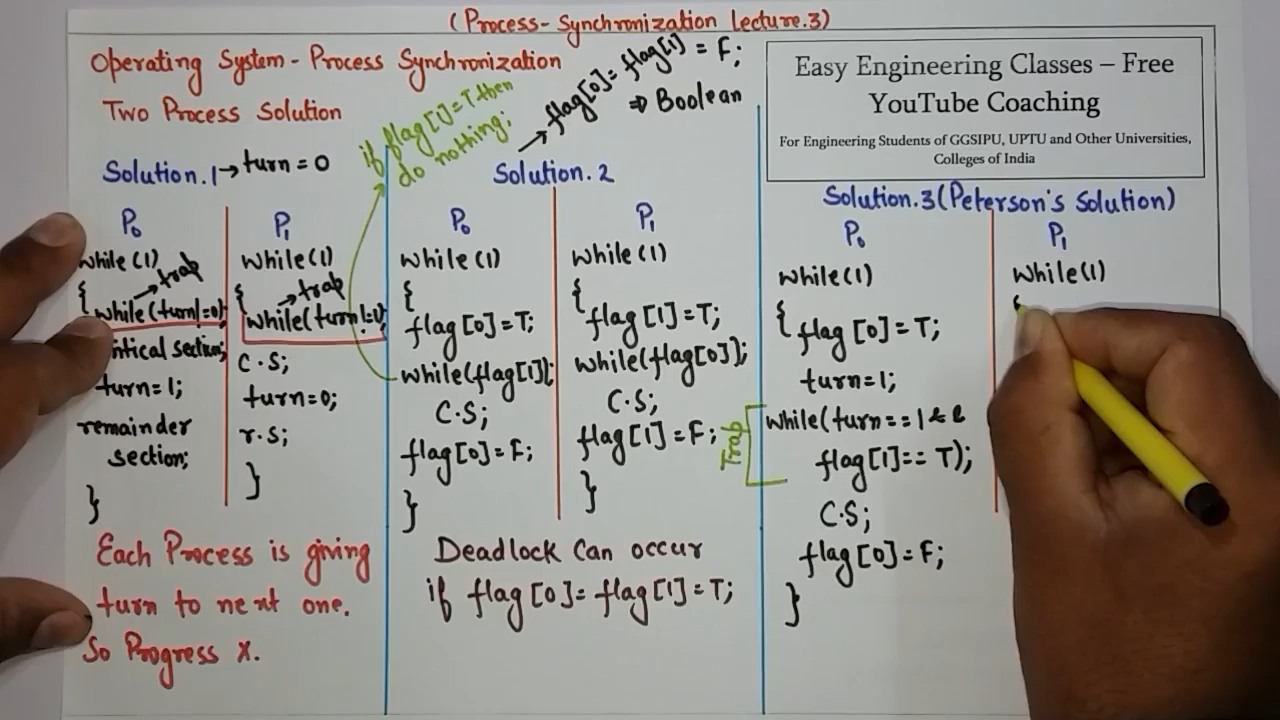 (Process-Synchronization lecture.3)
Operating System - Process Synchronization
Two Process Solution
if flag[1]=T then
do nothing;
→ flag[0]=flag[1]=F;
⇒ Boolean
Easy Engineering Classes – Free
YouTube Coaching
For Engineering Students of GGSIPU, UPTU and Other Universities,
Colleges of India
Solution.1→turn=0
P0
while(1)
{
→trap
while(turn!=0);
itical section;
turn=1;
remainder
section;
}
P1
while(1)
{
→trap
while(turn!=1);
C.S;
turn=0;
r.S;
}
Each Process is giving
turn to next one.
So Progress X.
Solution.2
P0
while(1)
{
flag[0]=T;
while(flag[1]);
C.S;
flag[0]=F;
}
P1
while(1)
{
flag[1]=T;
while(flag[0]);
C.S;
flag[1]=F;
}
Deadlock Can occur
if flag[0]=flag[1]=T;
Solution.3(Peterson's Solution)
P0
while(1)
{
flag[0]=T;
turn=1;
Trap
while(turn==1&&
flag[1]==T);
C.S;
flag[0]=F;
}
P1
while(1)
{